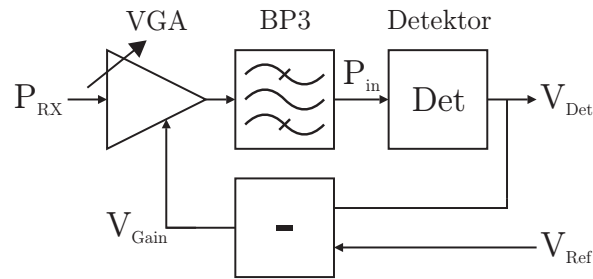 VGA
BP3
Detektor
P_RX
P_in
Det
V_Det
V_Gain
-
V_Ref